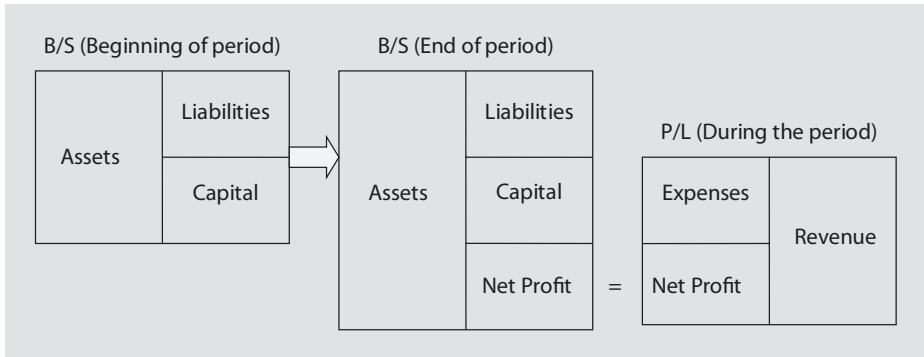 B/S (Beginning of period)
Assets
Liabilities
Capital
B/S (End of period)
Assets
Liabilities
Capital
Net Profit
=
P/L (During the period)
Expenses
Net Profit
Revenue